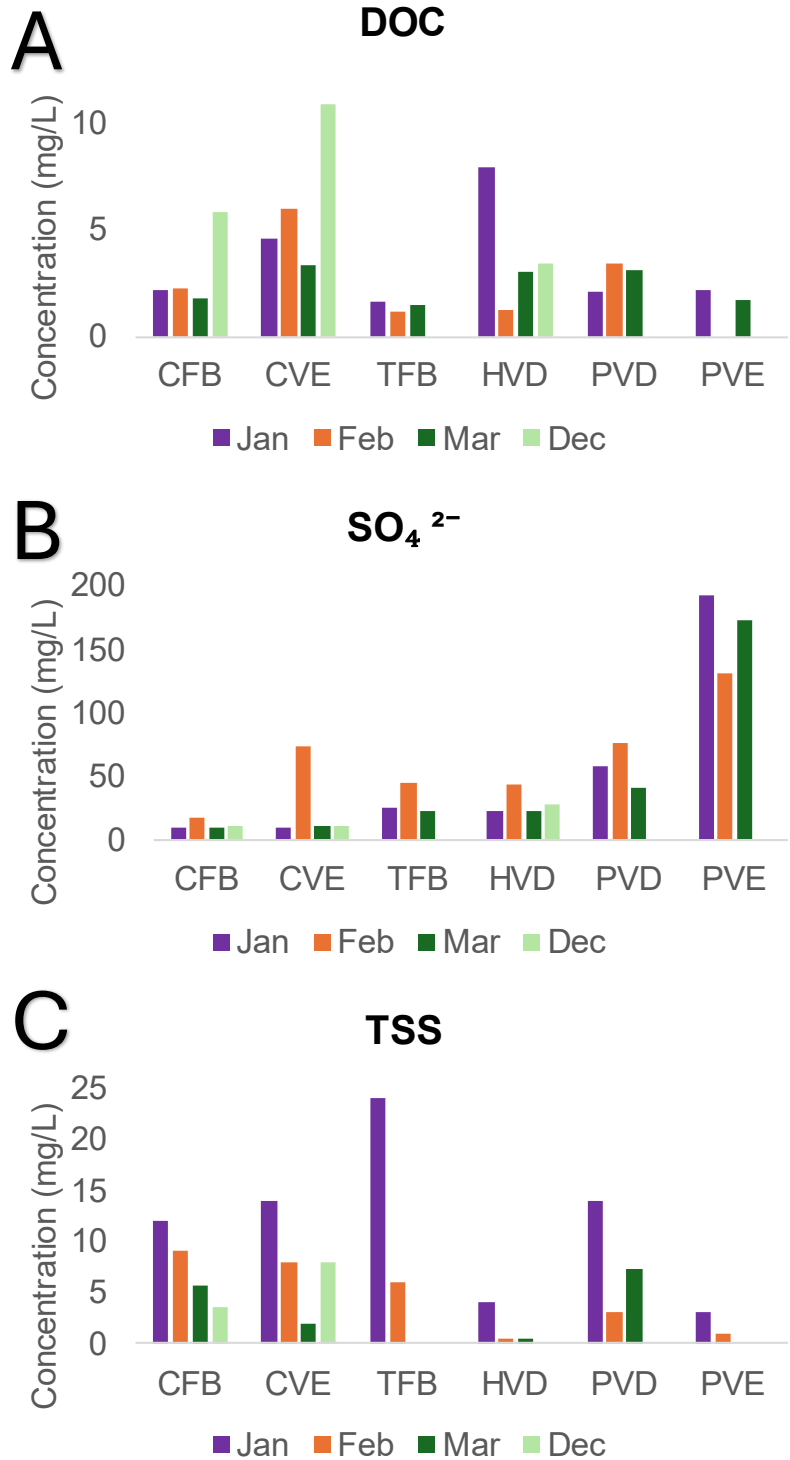 A
DOC
Concentration (mg/L)
10
5
0
CFB CVE TFB HVD PVD PVE
Jan Feb Mar Dec
B
SO₄ ²⁻
Concentration (mg/L)
200
150
100
50
0
CFB CVE TFB HVD PVD PVE
Jan Feb Mar Dec
C
TSS
Concentration (mg/L)
25
20
15
10
5
0
CFB CVE TFB HVD PVD PVE
Jan Feb Mar Dec